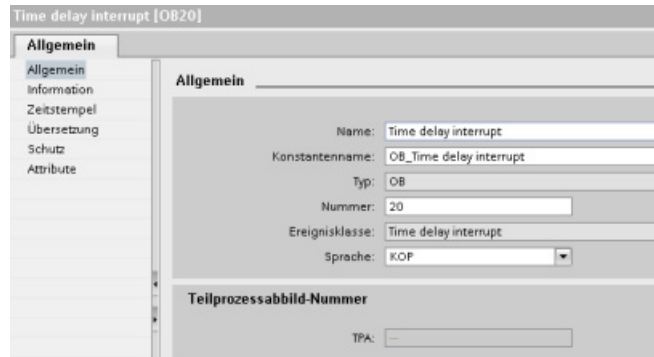 Time delay interrupt [OB20]
Allgemein
Allgemein
Information
Zeitstempel
Übersetzung
Schutz
Attribute
Allgemein
Name: Time delay interrupt
Konstantenname: OB_Time delay interrupt
Typ: OB
Nummer: 20
Ereignisklasse: Time delay interrupt
Sprache: KOP
Teilprozessabbild-Nummer
TPA: ---